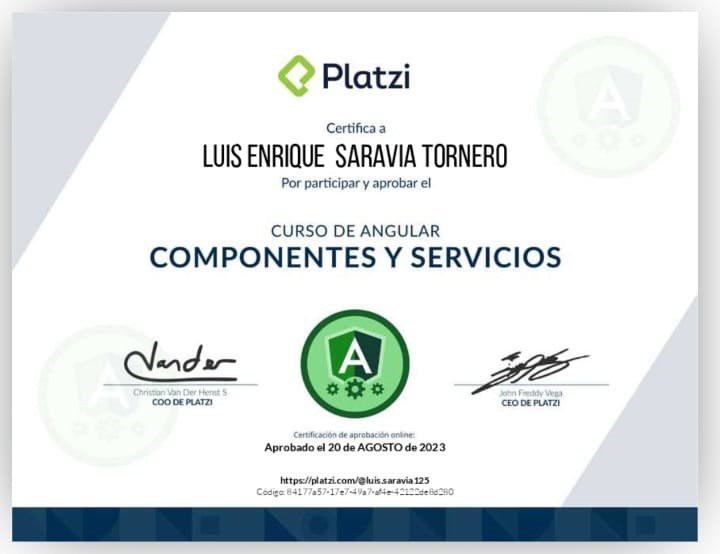 Platzi
Certifica a
LUIS ENRIQUE SARAVIA TORNERO
Por participar y aprobar el
CURSO DE ANGULAR
COMPONENTES Y SERVICIOS
A
A
A
Vander
Christian Van Der Henst S
COO DE PLATZI
John Freddy Vega
CEO DE PLATZI
Certificación de aprobación online:
Aprobado el 20 de AGOSTO de 2023
https://platzi.com/@luis.saravia125
Código: 84177a57-17e7-49a7-af4e-42122de8d280